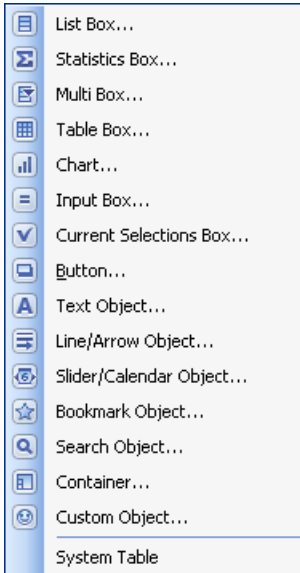 List Box...
Statistics Box...
Multi Box...
Table Box...
Chart...
Input Box...
Current Selections Box...
Button...
Text Object...
Line/Arrow Object...
Slider/Calendar Object...
Bookmark Object...
Search Object...
Container...
Custom Object...
System Table